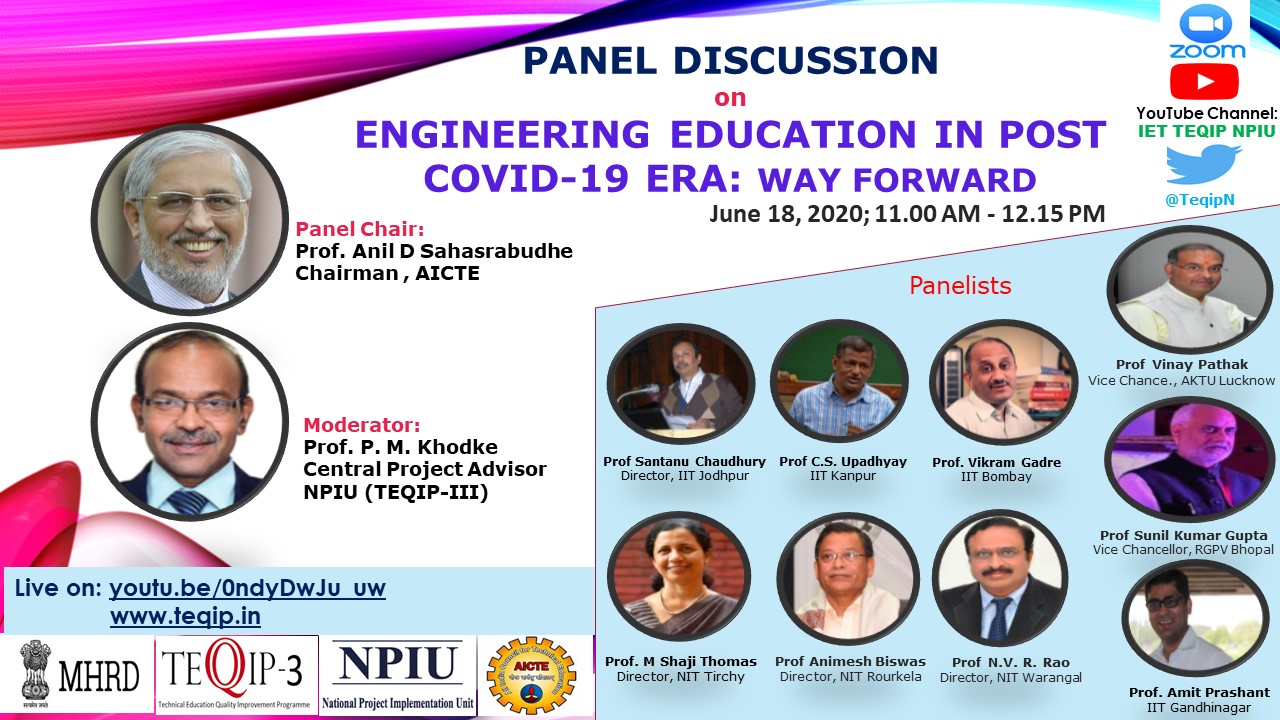 PANEL DISCUSSION
on
ENGINEERING EDUCATION IN POST
COVID-19 ERA: WAY FORWARD
June 18, 2020; 11.00 AM - 12.15 PM
zoom
YouTube Channel:
IET TEQIP NPIU
@TeqipN
Panel Chair:
Prof. Anil D Sahasrabudhe
Chairman , AICTE
Moderator:
Prof. P. M. Khodke
Central Project Advisor
NPIU (TEQIP-III)
Panelists
Prof Vinay Pathak
Vice Chance., AKTU Lucknow
Prof Santanu Chaudhury
Director, IIT Jodhpur
Prof C.S. Upadhyay
IIT Kanpur
Prof. Vikram Gadre
IIT Bombay
Prof Sunil Kumar Gupta
Vice Chancellor, RGPV Bhopal
Prof. M Shaji Thomas
Director, NIT Tirchy
Prof Animesh Biswas
Director, NIT Rourkela
Prof N.V. R. Rao
Director, NIT Warangal
Prof. Amit Prashant
IIT Gandhinagar
Live on: youtu.be/0ndyDwJu_uw
www.teqip.in
सत्यमेव जयते
MHRD
TEQIP-3
Technical Education Quality Improvement Programme
NPIU
National Project Implementation Unit
AICTE